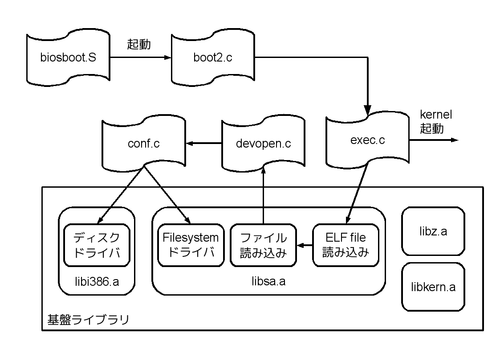 起動
biosboot.S
boot2.c
kernel
起動
conf.c
devopen.c
exec.c
ディスク
ドライバ
Filesystem
ドライバ
ファイル
読み込み
ELF file
読み込み
libz.a
libi386.a
libsa.a
libkern.a
基盤ライブラリ